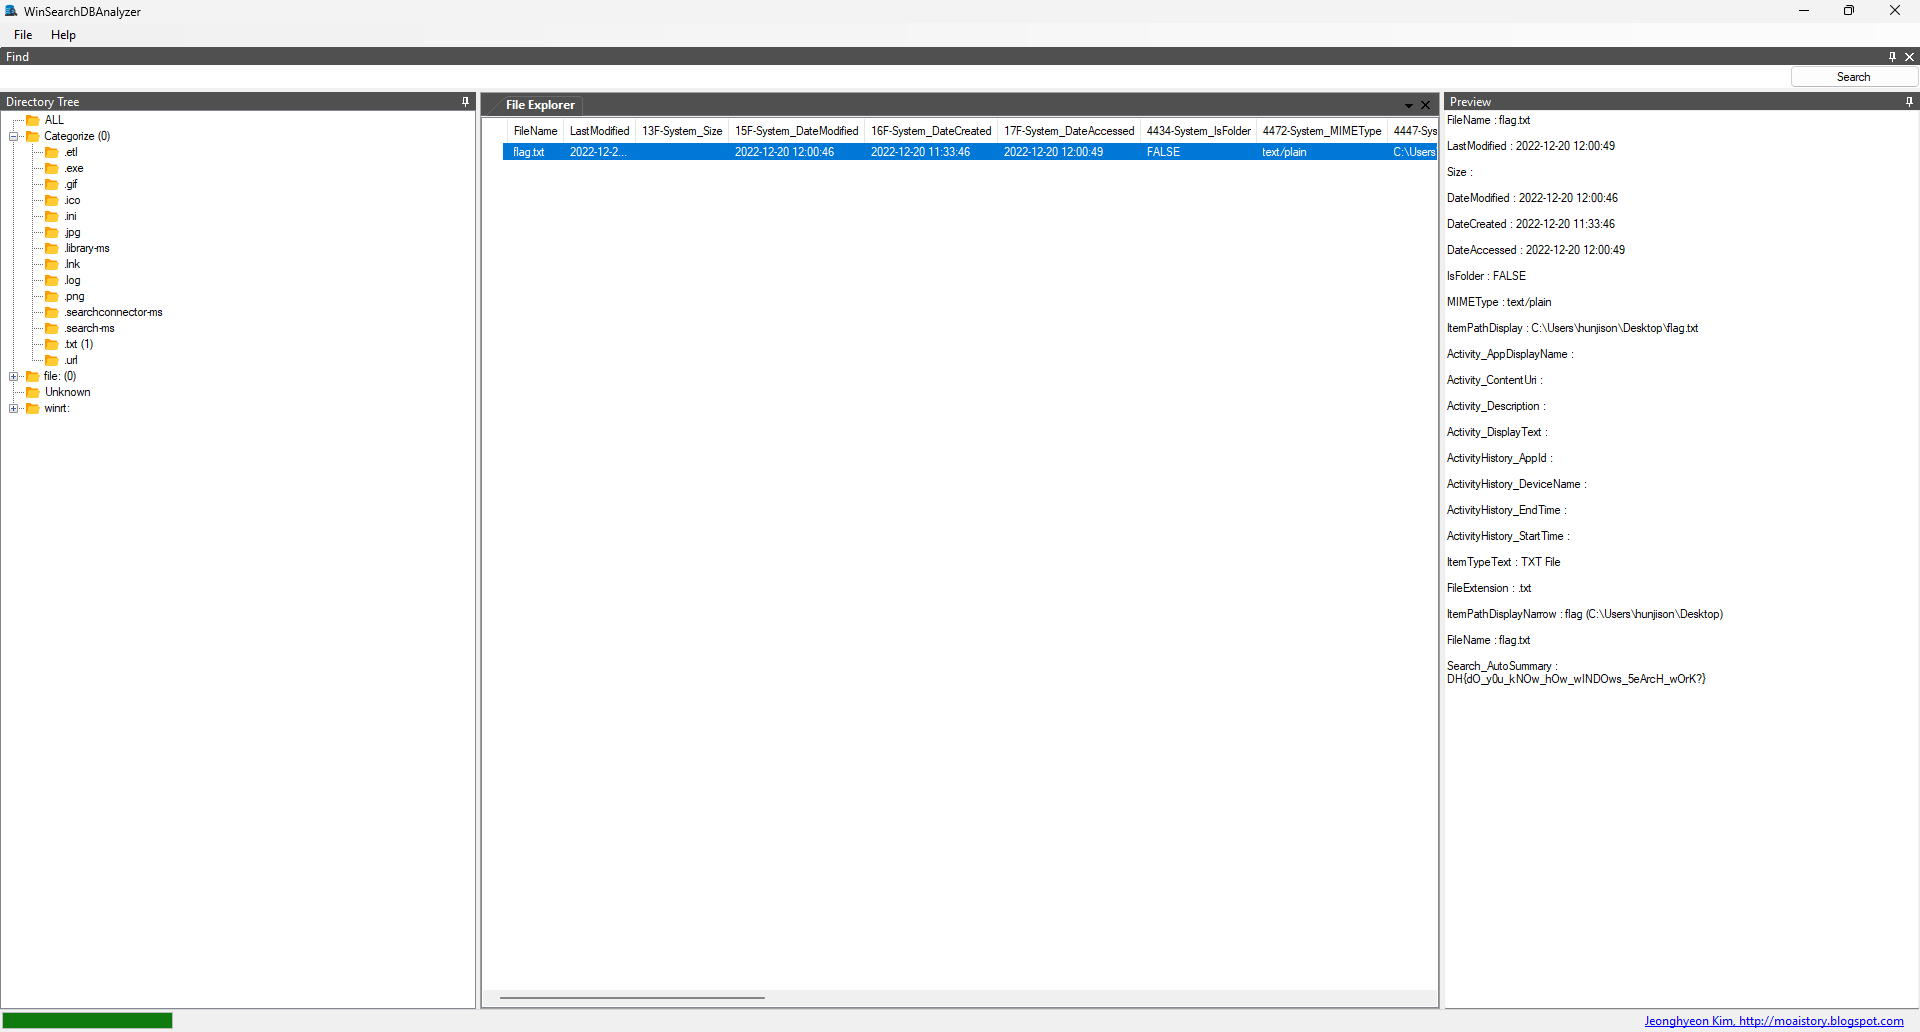 WinSearchDBAnalyzer
File Help
Find
Search
Directory Tree
ALL
Categorize (0)
.etl
.exe
.gif
.ico
.ini
.jpg
.library-ms
.lnk
.log
.png
.searchconnector-ms
.search-ms
.txt (1)
.url
file: (0)
Unknown
winrt:
File Explorer
FileName LastModified 13F-System_Size 15F-System_DateModified 16F-System_DateCreated 17F-System_DateAccessed 4434-System_IsFolder 4472-System_MIMEType 4447-Sys
flag.txt 2022-12-2... 2022-12-20 12:00:46 2022-12-20 11:33:46 2022-12-20 12:00:49 FALSE text/plain C:\Users
Preview
FileName : flag.txt
LastModified : 2022-12-20 12:00:49
Size :
DateModified : 2022-12-20 12:00:46
DateCreated : 2022-12-20 11:33:46
DateAccessed : 2022-12-20 12:00:49
IsFolder : FALSE
MIMEType : text/plain
ItemPathDisplay : C:\Users\hunjison\Desktop\flag.txt
Activity_AppDisplayName :
Activity_ContentUri :
Activity_Description :
Activity_DisplayText :
ActivityHistory_AppId :
ActivityHistory_DeviceName :
ActivityHistory_EndTime :
ActivityHistory_StartTime :
ItemTypeText : TXT File
FileExtension : .txt
ItemPathDisplayNarrow : flag (C:\Users\hunjison\Desktop)
FileName : flag.txt
Search_AutoSummary :
DH{dO_y0u_kNOw_hOw_wINDOws_5eArcH_wOrK?}
Jeonghyeon Kim, http://moaistory.blogspot.com